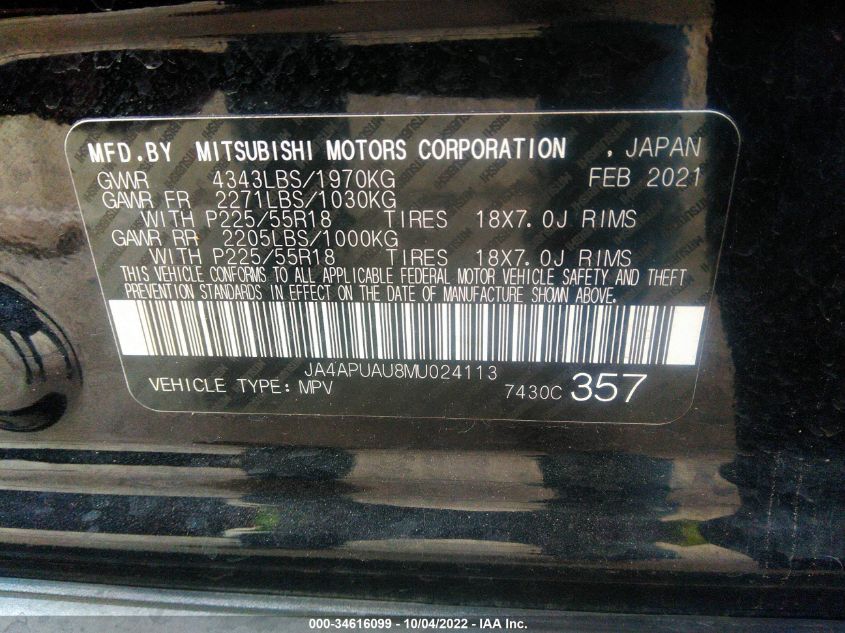 MFD.BY MITSUBISHI MOTORS CORPORATION , JAPAN
GVWR 4343LBS/1970KG FEB 2021
GAWR FR 2271LBS/1030KG
WITH P225/55R18 TIRES 18X7.0J RIMS
GAWR RR 2205LBS/1000KG
WITH P225/55R18 TIRES 18X7.0J RIMS
THIS VEHICLE CONFORMS TO ALL APPLICABLE FEDERAL MOTOR VEHICLE SAFETY AND THEFT
PREVENTION STANDARDS IN EFFECT ON THE DATE OF MANUFACTURE SHOWN ABOVE.
JA4APUAU8MU024113
VEHICLE TYPE: MPV 7430C 357
000-34616099 - 10/04/2022 - IAA Inc.